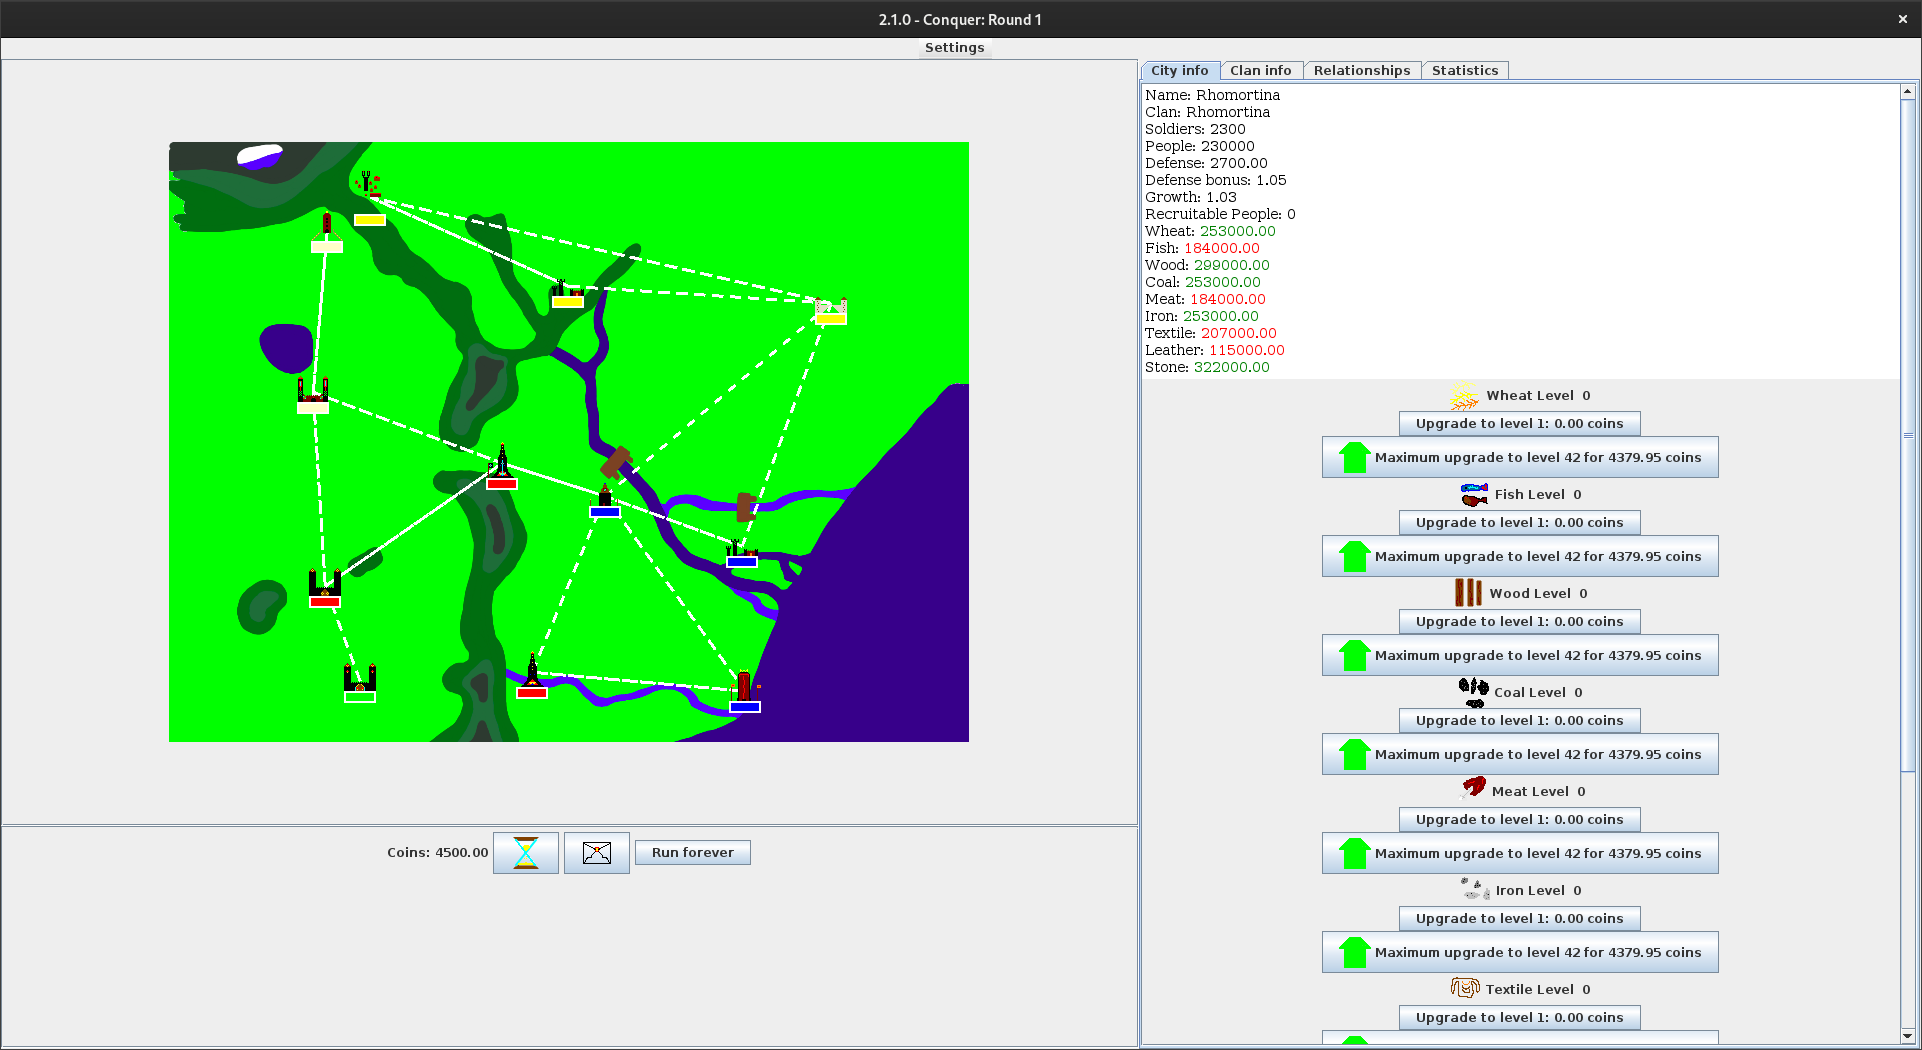 2.1.0 - Conquer: Round 1
Settings
City info
Clan info
Relationships
Statistics
Name: Rhomortina
Clan: Rhomortina
Soldiers: 2300
People: 230000
Defense: 2700.00
Defense bonus: 1.05
Growth: 1.03
Recruitable People: 0
Wheat: 253000.00
Fish: 184000.00
Wood: 299000.00
Coal: 253000.00
Meat: 184000.00
Iron: 253000.00
Textile: 207000.00
Leather: 115000.00
Stone: 322000.00
Wheat Level 0
Upgrade to level 1: 0.00 coins
Maximum upgrade to level 42 for 4379.95 coins
Fish Level 0
Upgrade to level 1: 0.00 coins
Maximum upgrade to level 42 for 4379.95 coins
Wood Level 0
Upgrade to level 1: 0.00 coins
Maximum upgrade to level 42 for 4379.95 coins
Coal Level 0
Upgrade to level 1: 0.00 coins
Maximum upgrade to level 42 for 4379.95 coins
Meat Level 0
Upgrade to level 1: 0.00 coins
Maximum upgrade to level 42 for 4379.95 coins
Iron Level 0
Upgrade to level 1: 0.00 coins
Maximum upgrade to level 42 for 4379.95 coins
Textile Level 0
Upgrade to level 1: 0.00 coins
Coins: 4500.00
Run forever